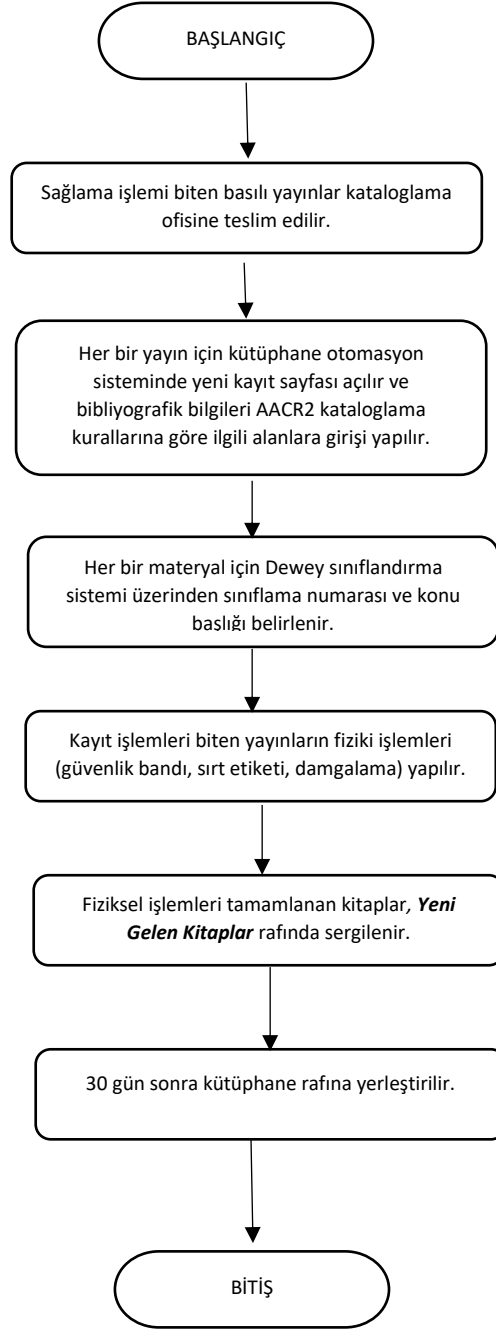 BAŞLANGIÇ
Sağlama işlemi biten basılı yayınlar kataloglama
ofisine teslim edilir.
Her bir yayın için kütüphane otomasyon
sisteminde yeni kayıt sayfası açılır ve
bibliyografik bilgileri AACR2 kataloglama
kurallarına göre ilgili alanlara girişi yapılır.
Her bir materyal için Dewey sınıflandırma
sistemi üzerinden sınıflama numarası ve konu
başlığı belirlenir.
Kayıt işlemleri biten yayınların fiziki işlemleri
(güvenlik bandı, sırt etiketi, damgalama) yapılır.
Fiziksel işlemleri tamamlanan kitaplar, Yeni
Gelen Kitaplar rafında sergilenir.
30 gün sonra kütüphane rafına yerleştirilir.
BİTİŞ